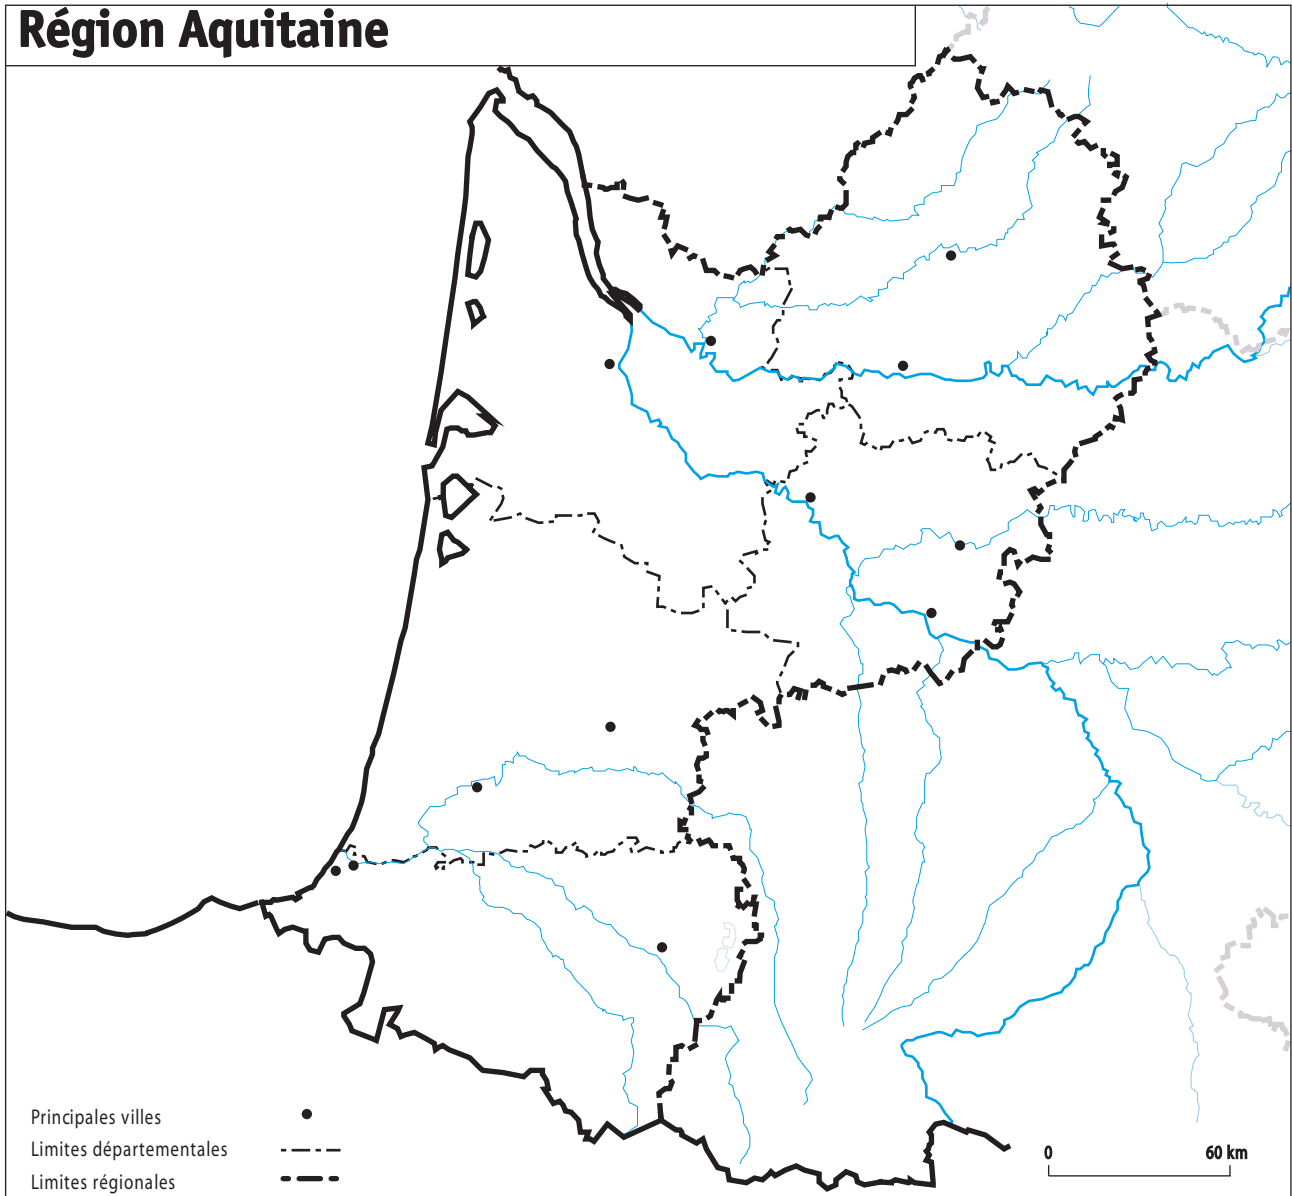 Région Aquitaine
Principales villes
Limites départementales
Limites régionales
0 60 km